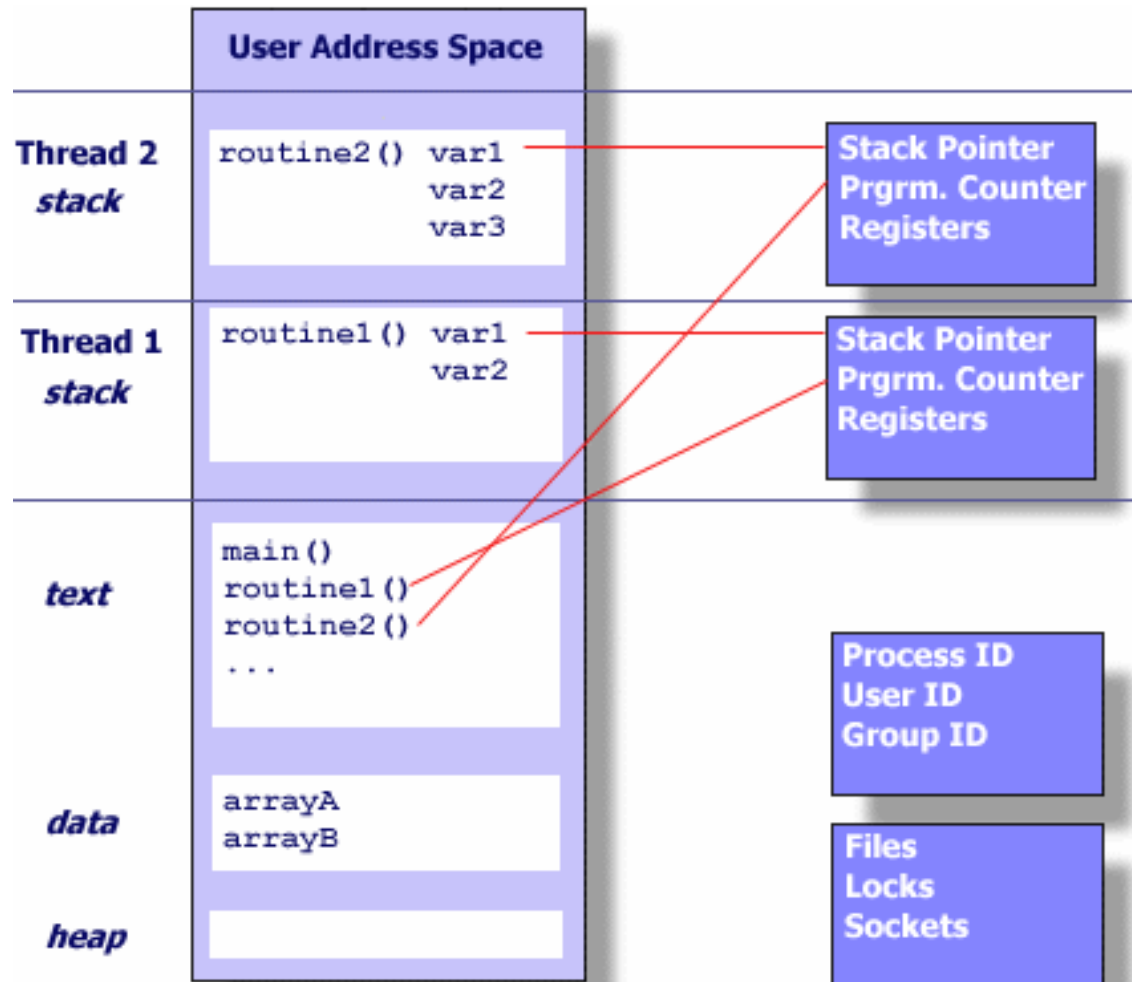 User Address Space
Thread 2
stack
routine2() var1
var2
var3
Stack Pointer
Prgrm. Counter
Registers
Thread 1
stack
routine1() var1
var2
Stack Pointer
Prgrm. Counter
Registers
text
main()
routine1()
routine2()
...
Process ID
User ID
Group ID
data
arrayA
arrayB
Files
Locks
Sockets
heap